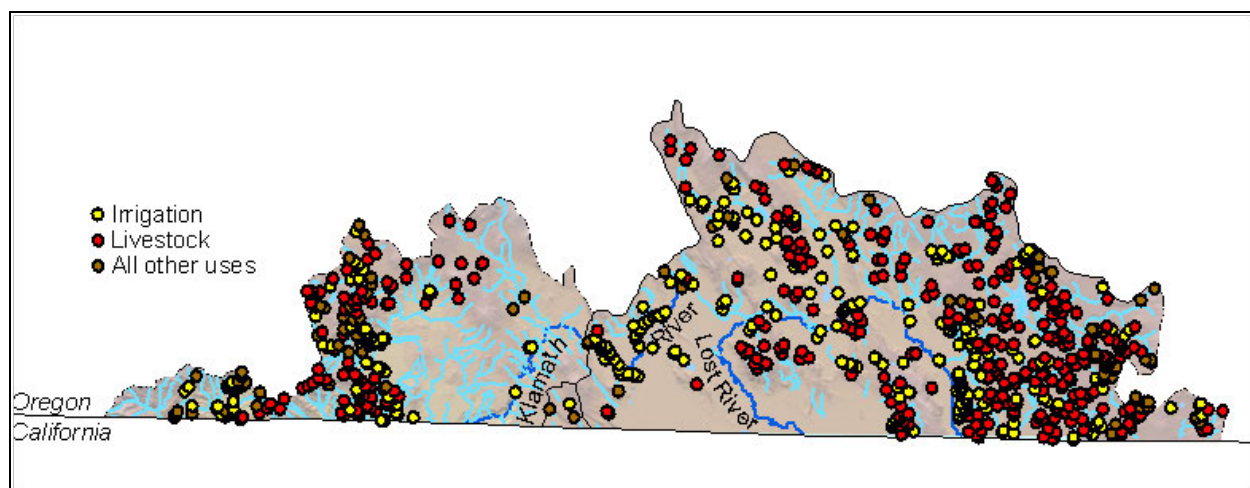 Irrigation
Livestock
All other uses
Klamath River
Lost River
Oregon
California